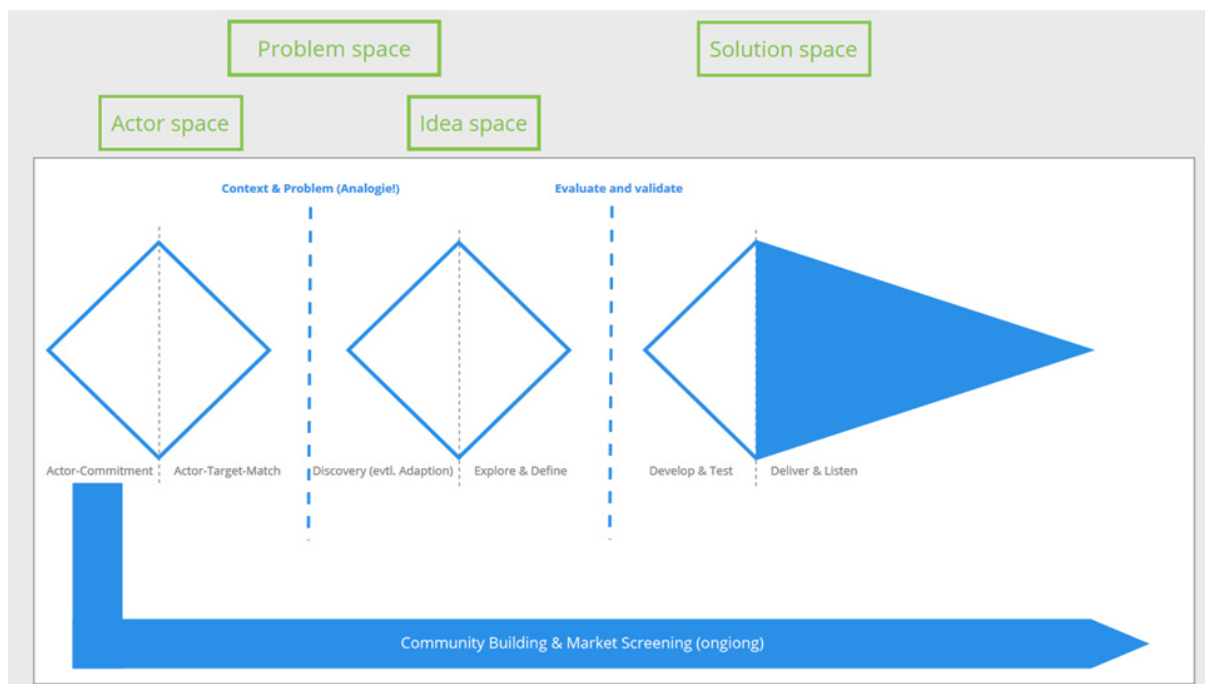 Problem space
Solution space
Actor space
Idea space
Context & Problem (Analogie!)
Evaluate and validate
Actor-Commitment
Actor-Target-Match
Discovery (evtl. Adaption)
Explore & Define
Develop & Test
Deliver & Listen
Community Building & Market Screening (ongiong)